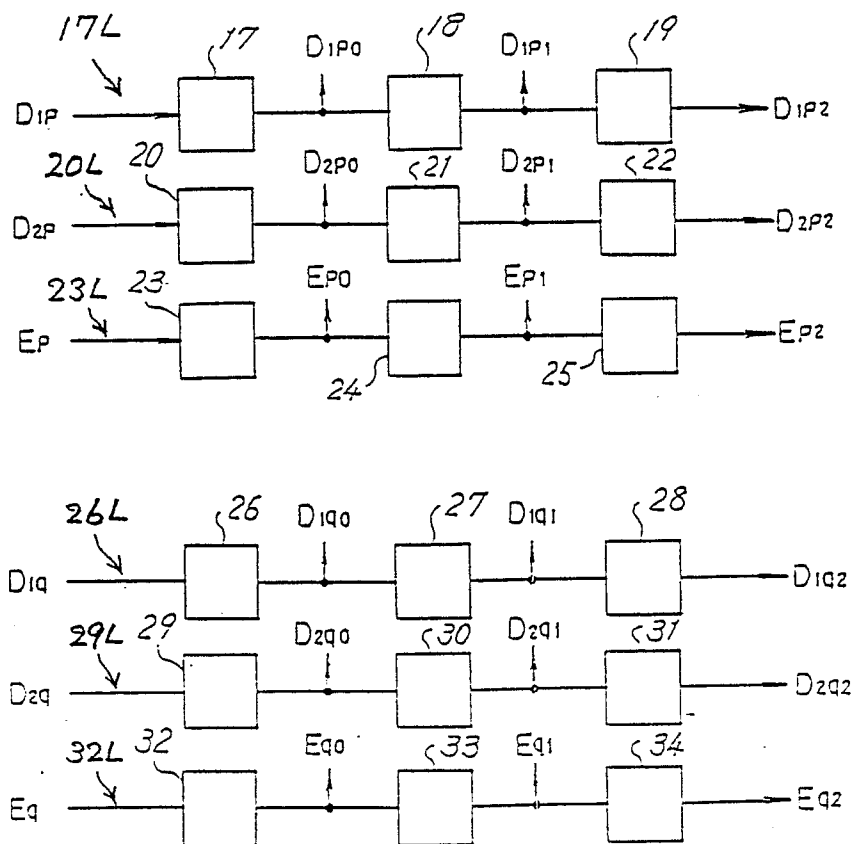 17L 17 D1P0 18 D1P1 19
D1P D1P2
20L 20 D2P0 21 D2P1 22
D2P D2P2
23L 23 EP0 EP1
EP 24 25 EP2
26L 26 D1q0 27 D1q1 28
D1q D1q2
29L 29 D2q0 30 D2q1 31
D2q D2q2
32L 32 Eq0 33 Eq1 34
Eq Eq2